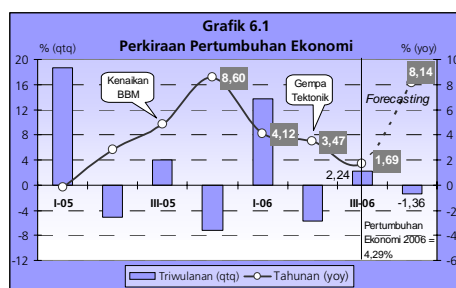 Grafik 6.1
Perkiraan Pertumbuhan Ekonomi
% (qtq)
% (yoy)
20
16
12
8
4
0
-4
-8
-12
10
8
6
4
2
0
-2
-4
-6
Kenaikan
BBM
Gempa
Tektonik
Forecasting
8,60
4,12
3,47
1,69
8,14
2,24
-1,36
I-05
III-05
I-06
III-06
Pertumbuhan
Ekonomi 2006 =
4,29%
Triwulanan (qtq)
Tahunan (yoy)